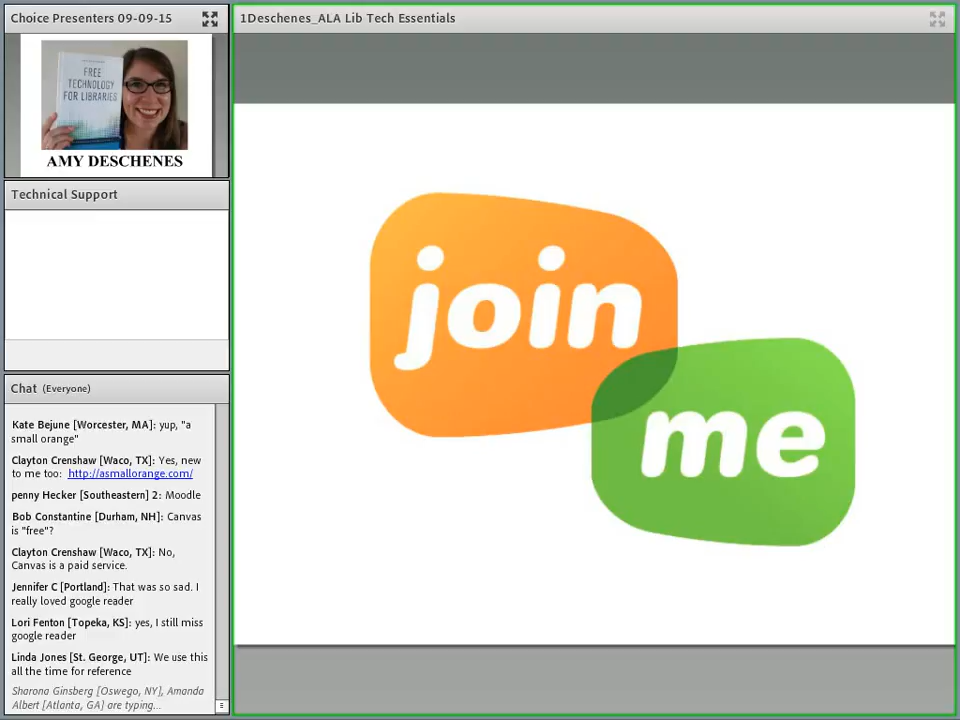 Choice Presenters 09-09-15
FREE
TECHNOLOGY
FOR LIBRARIES
AMY DESCHENES
Technical Support
Chat (Everyone)
Kate Bejune [Worcester, MA]: yup, "a
small orange"
Clayton Crenshaw [Waco, TX]: Yes, new
to me too: http://asmallorange.com/
penny Hecker [Southeastern] 2: Moodle
Bob Constantine [Durham, NH]: Canvas
is "free"?
Clayton Crenshaw [Waco, TX]: No,
Canvas is a paid service.
Jennifer C [Portland]: That was so sad. I
really loved google reader
Lori Fenton [Topeka, KS]: yes, I still miss
google reader
Linda Jones [St. George, UT]: We use this
all the time for reference
Sharona Ginsberg [Oswego, NY], Amanda
Albert [Atlanta, GA] are typing...
1Deschenes_ALA Lib Tech Essentials
join
me